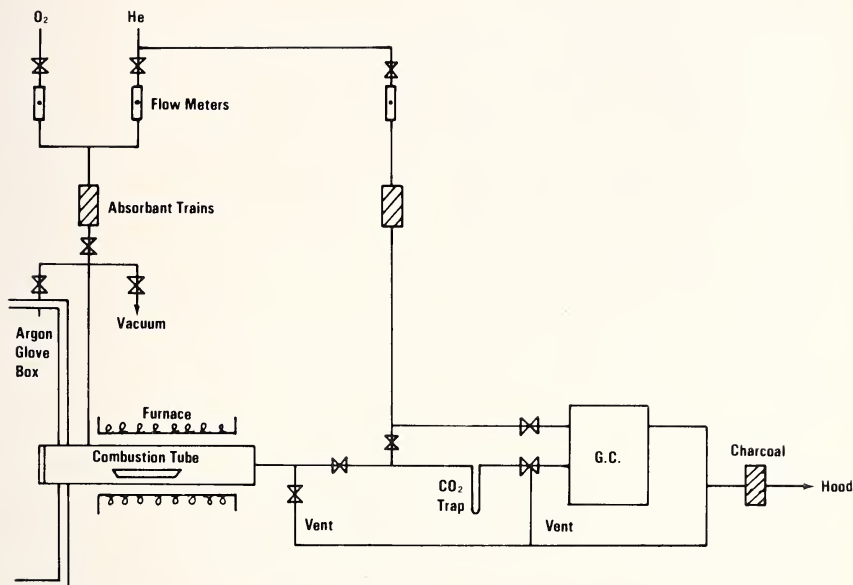 O₂
He
Flow Meters
Absorbant Trains
Vacuum
Argon
Glove
Box
Furnace
Combustion Tube
CO₂
Trap
Vent
Vent
G.C.
Charcoal
Hood